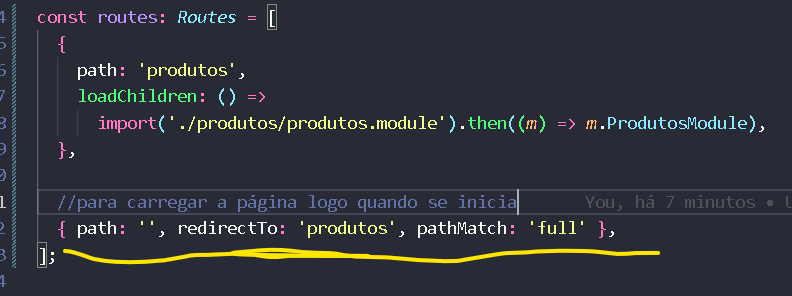 4 const routes: Routes = [
5 {
6 path: 'produtos',
7 loadChildren: () =>
8 import('./produtos/produtos.module').then((m) => m.ProdutosModule),
9 },
0
1 //para carregar a página logo quando se inicia You, há 7 minutos •
2 { path: '', redirectTo: 'produtos', pathMatch: 'full' },
3 ];
4